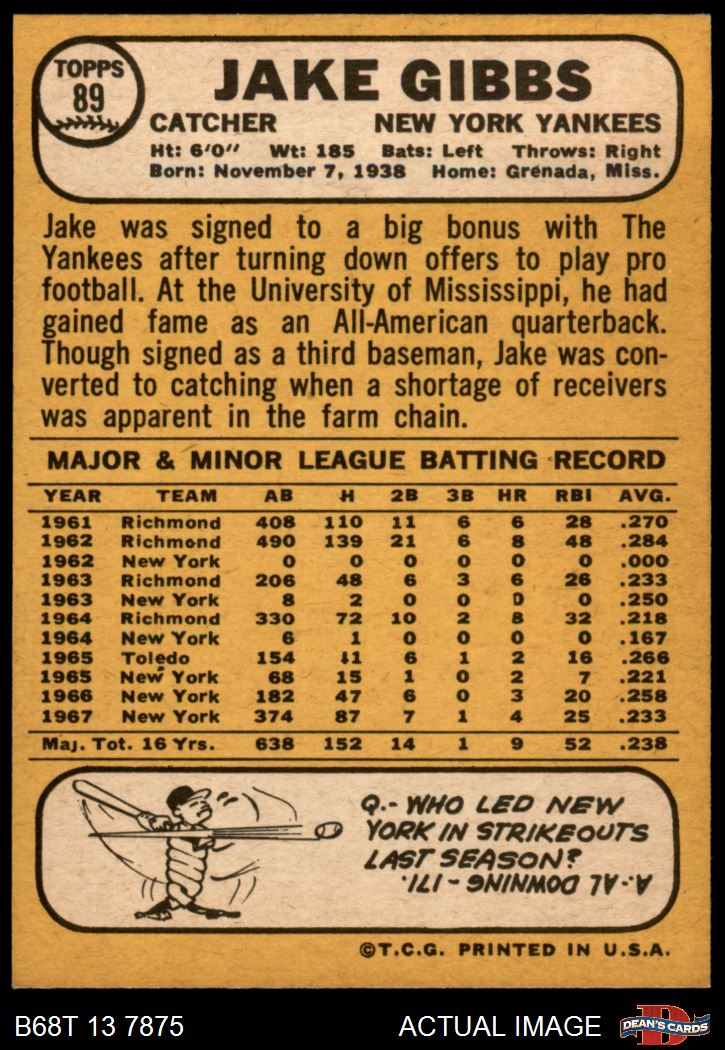 TOPPS
89
JAKE GIBBS
CATCHER NEW YORK YANKEES
Ht: 6'0" Wt: 185 Bats: Left Throws: Right
Born: November 7, 1938 Home: Grenada, Miss.
Jake was signed to a big bonus with The
Yankees after turning down offers to play pro
football. At the University of Mississippi, he had
gained fame as an All-American quarterback.
Though signed as a third baseman, Jake was con-
verted to catching when a shortage of receivers
was apparent in the farm chain.
MAJOR & MINOR LEAGUE BATTING RECORD
YEAR TEAM AB H 2B 3B HR RBI AVG.
1961 Richmond 408 110 11 6 6 28 .270
1962 Richmond 490 139 21 6 8 48 .284
1962 New York 0 0 0 0 0 0 .000
1963 Richmond 206 48 6 3 6 26 .233
1963 New York 8 2 0 0 0 0 .250
1964 Richmond 330 72 10 2 8 32 .218
1964 New York 6 1 0 0 0 0 .167
1965 Toledo 154 41 6 1 2 16 .266
1965 New York 68 15 1 0 2 7 .221
1966 New York 182 47 6 0 3 20 .258
1967 New York 374 87 7 1 4 25 .233
Maj. Tot. 16 Yrs. 638 152 14 1 9 52 .238
Q.- WHO LED NEW
YORK IN STRIKEOUTS
LAST SEASON?
A.- AL DOWNING - 171.
©T.C.G. PRINTED IN U.S.A.
B68T 13 7875 ACTUAL IMAGE
D
DEAN'S CARDS